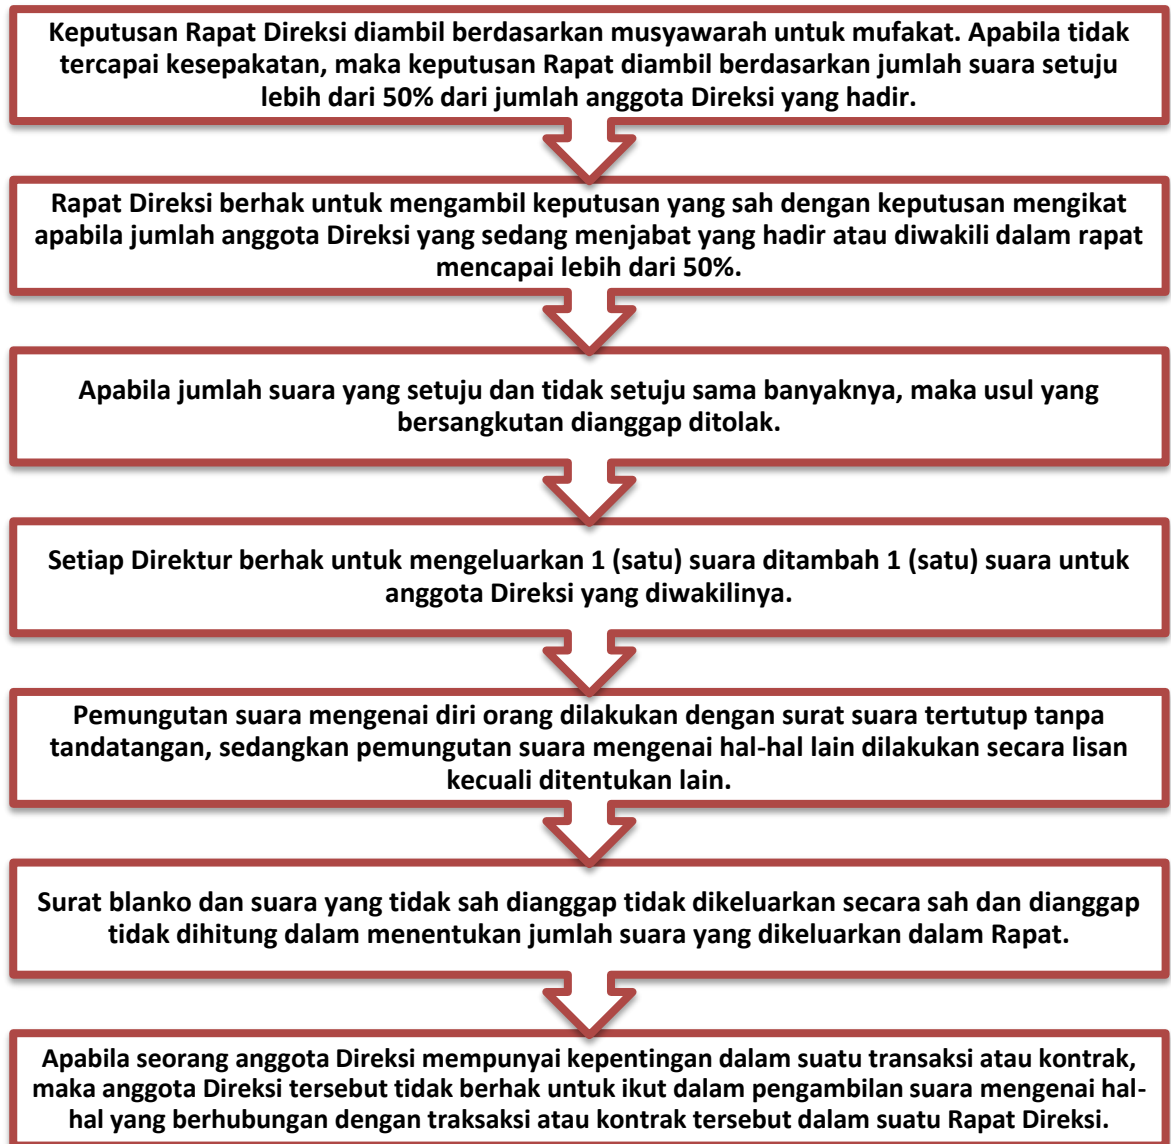 Keputusan Rapat Direksi diambil berdasarkan musyawarah untuk mufakat. Apabila tidak
tercapai kesepakatan, maka keputusan Rapat diambil berdasarkan jumlah suara setuju
lebih dari 50% dari jumlah anggota Direksi yang hadir.
Rapat Direksi berhak untuk mengambil keputusan yang sah dengan keputusan mengikat
apabila jumlah anggota Direksi yang sedang menjabat yang hadir atau diwakili dalam rapat
mencapai lebih dari 50%.
Apabila jumlah suara yang setuju dan tidak setuju sama banyaknya, maka usul yang
bersangkutan dianggap ditolak.
Setiap Direktur berhak untuk mengeluarkan 1 (satu) suara ditambah 1 (satu) suara untuk
anggota Direksi yang diwakilinya.
Pemungutan suara mengenai diri orang dilakukan dengan surat suara tertutup tanpa
tandatangan, sedangkan pemungutan suara mengenai hal-hal lain dilakukan secara lisan
kecuali ditentukan lain.
Surat blanko dan suara yang tidak sah dianggap tidak dikeluarkan secara sah dan dianggap
tidak dihitung dalam menentukan jumlah suara yang dikeluarkan dalam Rapat.
Apabila seorang anggota Direksi mempunyai kepentingan dalam suatu transaksi atau kontrak,
maka anggota Direksi tersebut tidak berhak untuk ikut dalam pengambilan suara mengenai hal-
hal yang berhubungan dengan traksaksi atau kontrak tersebut dalam suatu Rapat Direksi.